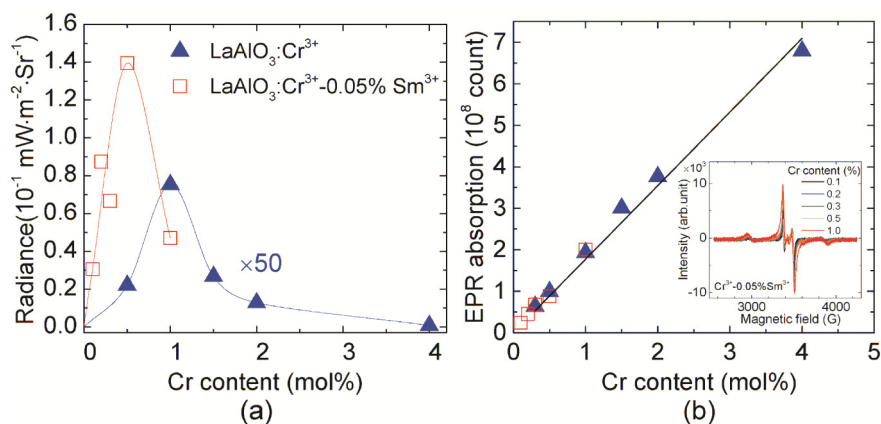 LaAlO₃:Cr³⁺
LaAlO₃:Cr³⁺-0.05% Sm³⁺
×50
1.6
1.4
1.2
1.0
0.8
0.6
0.4
0.2
0.0
Radiance(10⁻¹ mW·m⁻²·Sr⁻¹)
0 1 2 3 4
Cr content (mol%)
(a)
7
6
5
4
3
2
1
0
EPR absorption (10⁸ count)
×10³
10
0
-10
Intensity (arb.unit)
Cr content (%)
0.1
0.2
0.3
0.5
1.0
Cr³⁺-0.05%Sm³⁺
3000 4000
Magnetic field (G)
0 1 2 3 4 5
Cr content (mol%)
(b)